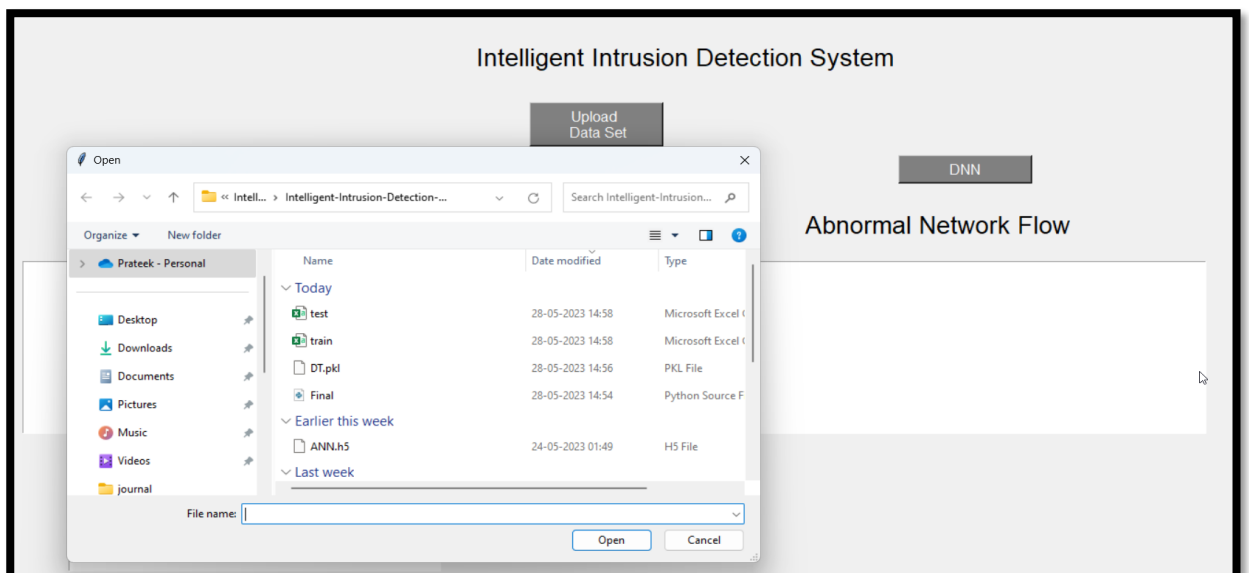 Intelligent Intrusion Detection System
Upload
Data Set
DNN
Abnormal Network Flow
Open
« Intell... > Intelligent-Intrusion-Detection-...
Search Intelligent-Intrusion...
Organize
New folder
Prateek - Personal
Desktop
Downloads
Documents
Pictures
Music
Videos
journal
Name Date modified Type
Today
test 28-05-2023 14:58 Microsoft Excel
train 28-05-2023 14:58 Microsoft Excel
DT.pkl 28-05-2023 14:56 PKL File
Final 28-05-2023 14:54 Python Source F
Earlier this week
ANN.h5 24-05-2023 01:49 H5 File
Last week
File name:
Open
Cancel